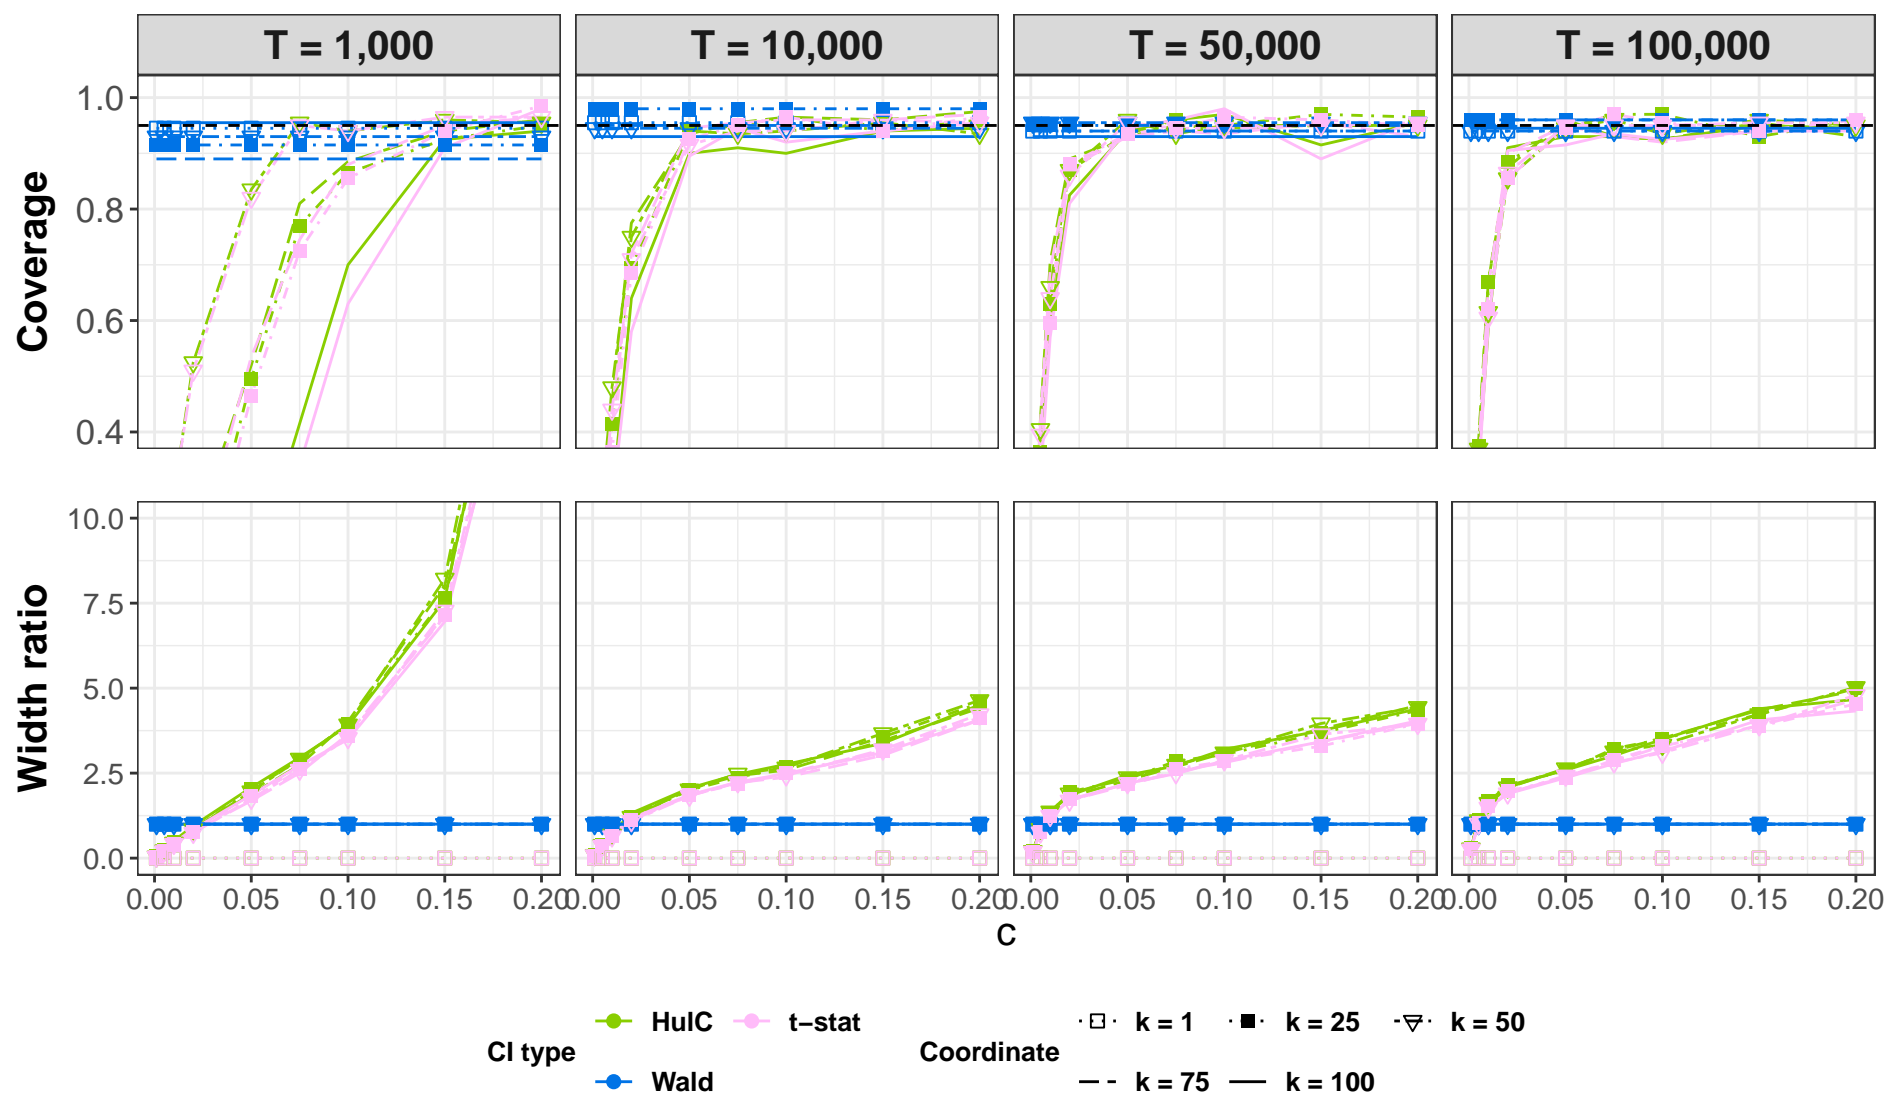 T = 1,000 T = 10,000 T = 50,000 T = 100,000
Coverage
1.0
0.8
0.6
0.4
Width ratio
10.0
7.5
5.0
2.5
0.0
0.00 0.05 0.10 0.15 0.20 0.00 0.05 0.10 0.15 0.20 0.00 0.05 0.10 0.15 0.20 0.00 0.05 0.10 0.15 0.20
c
CI type
HulC t−stat
Wald
Coordinate
k = 1 k = 25 k = 50
k = 75 k = 100